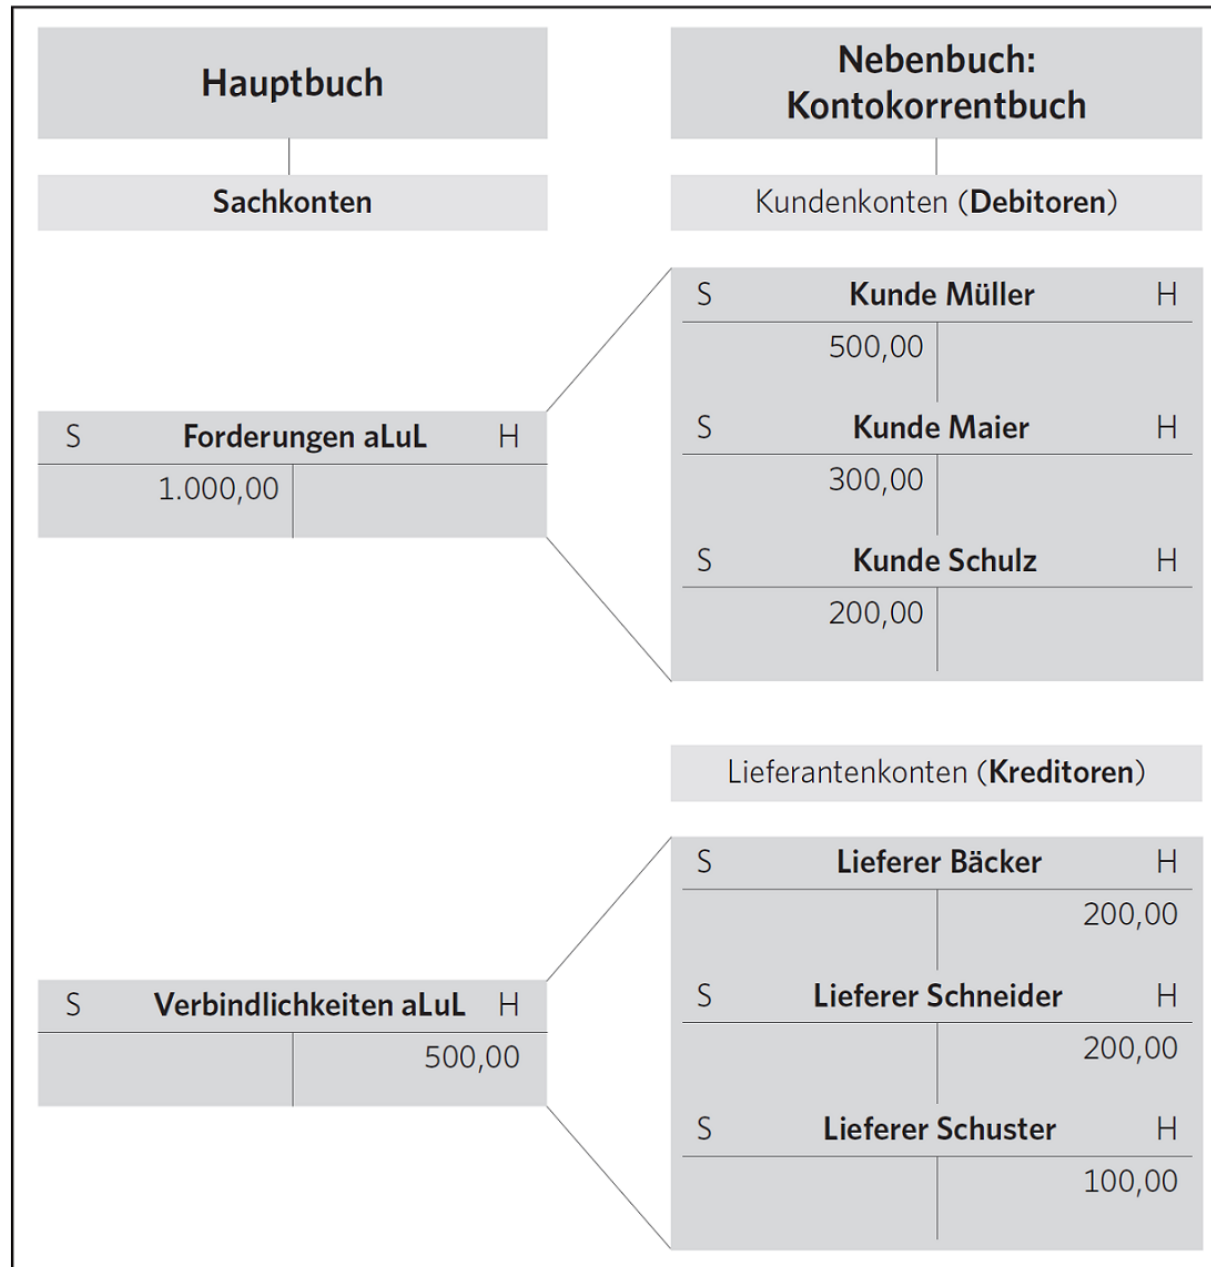 Hauptbuch
Sachkonten
S Forderungen aLuL H
1.000,00
S Verbindlichkeiten aLuL H
500,00
Nebenbuch:
Kontokorrentbuch
Kundenkonten (Debitoren)
S Kunde Müller H
500,00
S Kunde Maier H
300,00
S Kunde Schulz H
200,00
Lieferantenkonten (Kreditoren)
S Lieferer Bäcker H
200,00
S Lieferer Schneider H
200,00
S Lieferer Schuster H
100,00